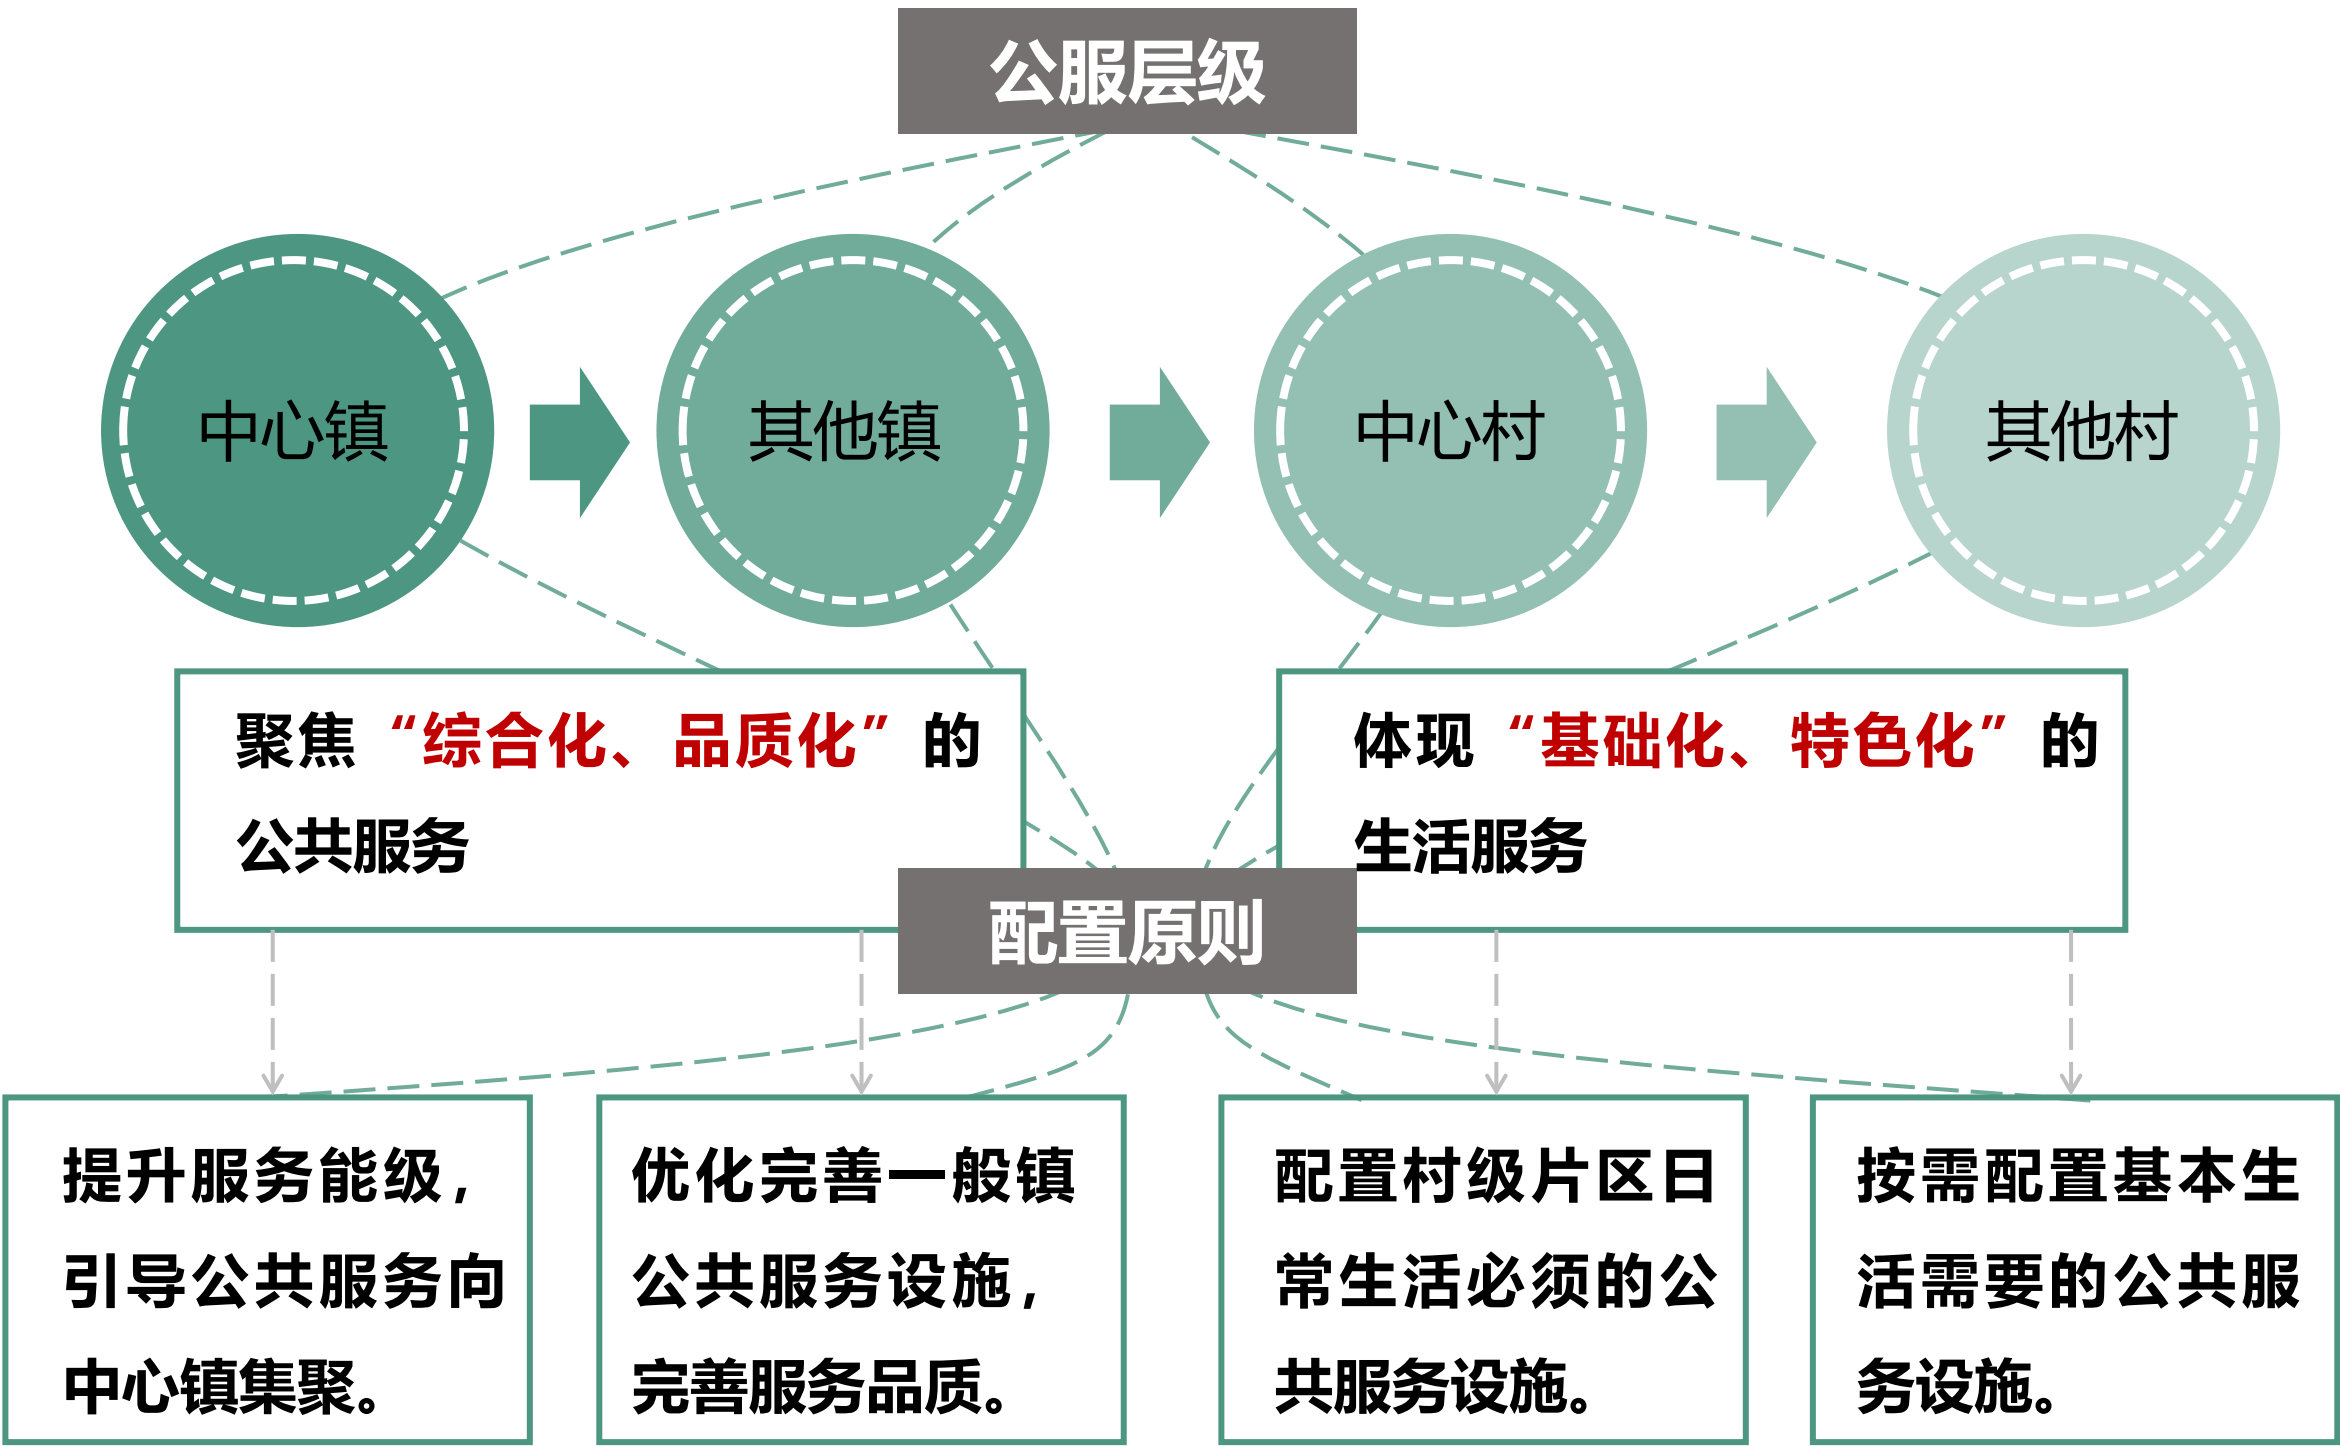 公服层级
中心镇
其他镇
中心村
其他村
聚焦“综合化、品质化”的
公共服务
体现“基础化、特色化”的
生活服务
配置原则
提升服务能级，
引导公共服务向
中心镇集聚。
优化完善一般镇
公共服务设施，
完善服务品质。
配置村级片区日
常生活必须的公
共服务设施。
按需配置基本生
活需要的公共服
务设施。